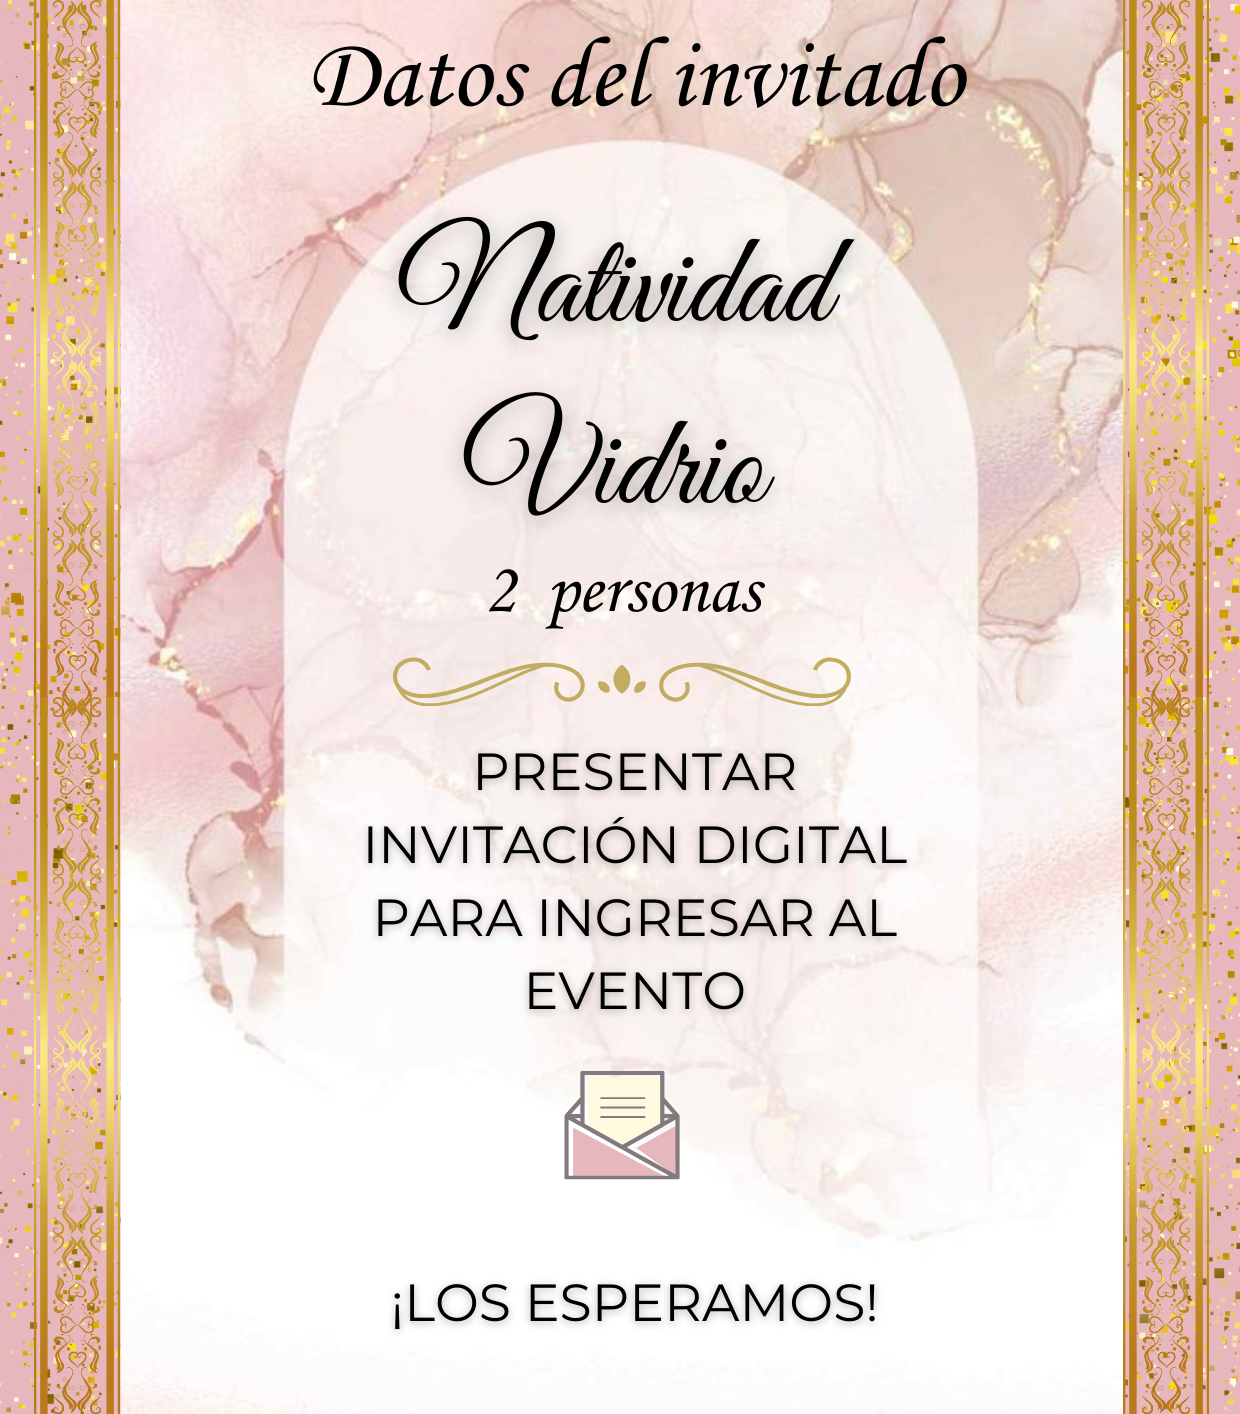 Datos del invitado
Natividad
Vidrio
2 personas
PRESENTAR
INVITACIÓN DIGITAL
PARA INGRESAR AL
EVENTO
¡LOS ESPERAMOS!